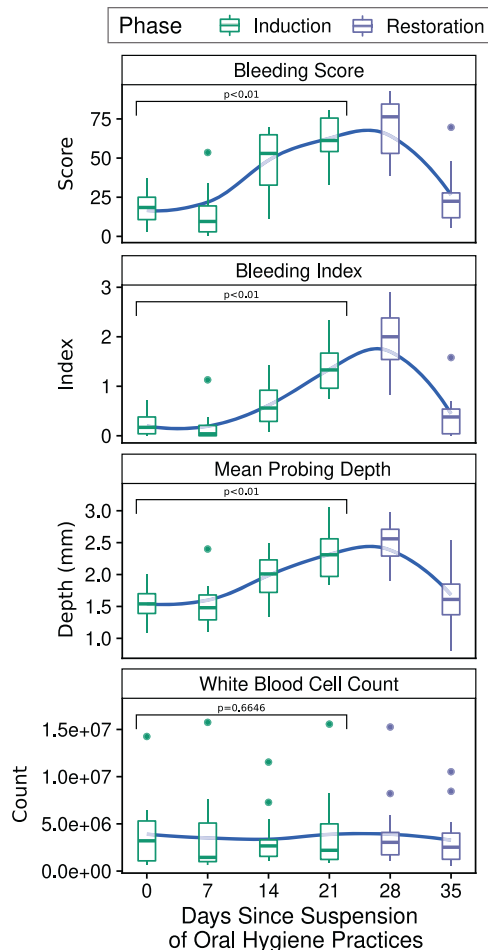 Phase Induction Restoration
Bleeding Score
p<0.01
75
50
25
0
Score
Bleeding Index
p<0.01
3
2
1
0
Index
Mean Probing Depth
p<0.01
3.0
2.5
2.0
1.5
1.0
Depth (mm)
White Blood Cell Count
p=0.6646
1.5e+07
1.0e+07
5.0e+06
0.0e+00
Count
0 7 14 21 28 35
Days Since Suspension
of Oral Hygiene Practices